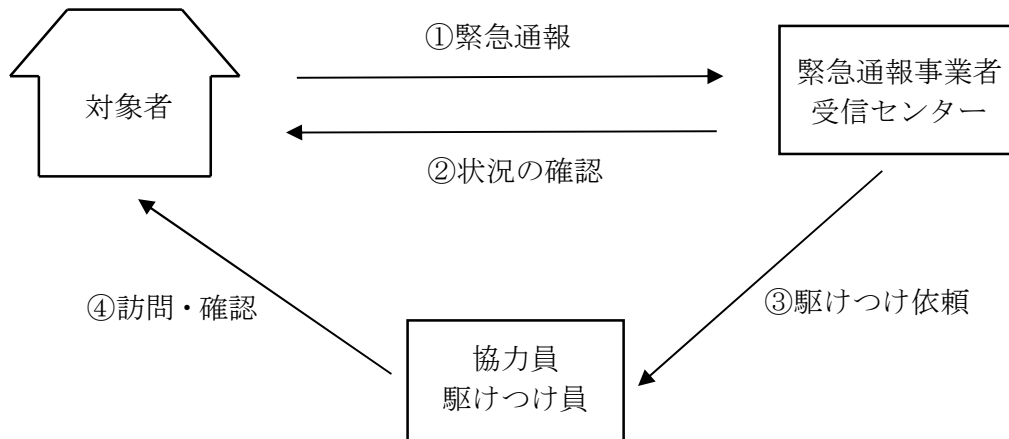 ①緊急通報
緊急通報事業者
受信センター
対象者
②状況の確認
④訪問・確認
③駆けつけ依頼
協力員
駆けつけ員